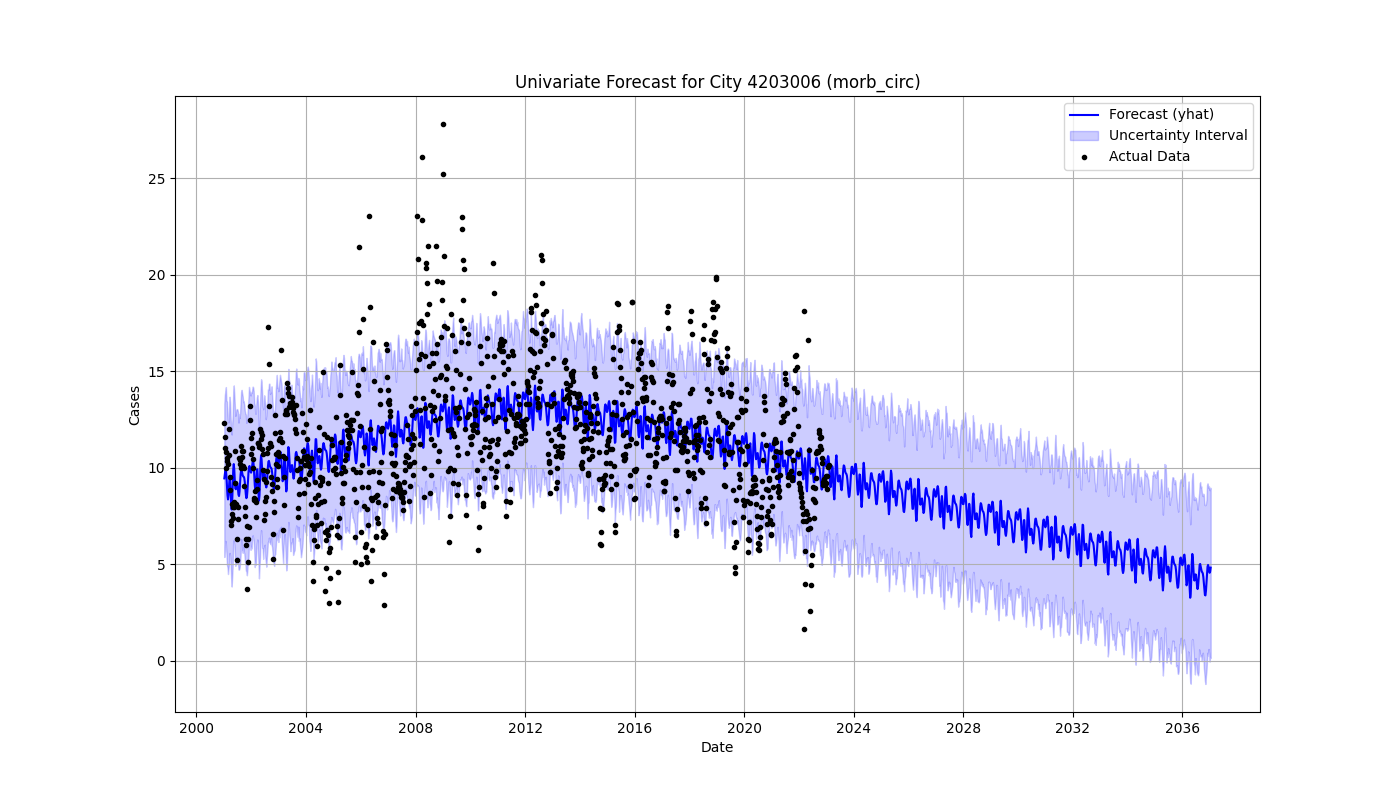 Univariate Forecast for City 4203006 (morb_circ)
Forecast (yhat)
Uncertainty Interval
Actual Data
Cases
25
20
15
10
5
0
2000 2004 2008 2012 2016 2020 2024 2028 2032 2036
Date